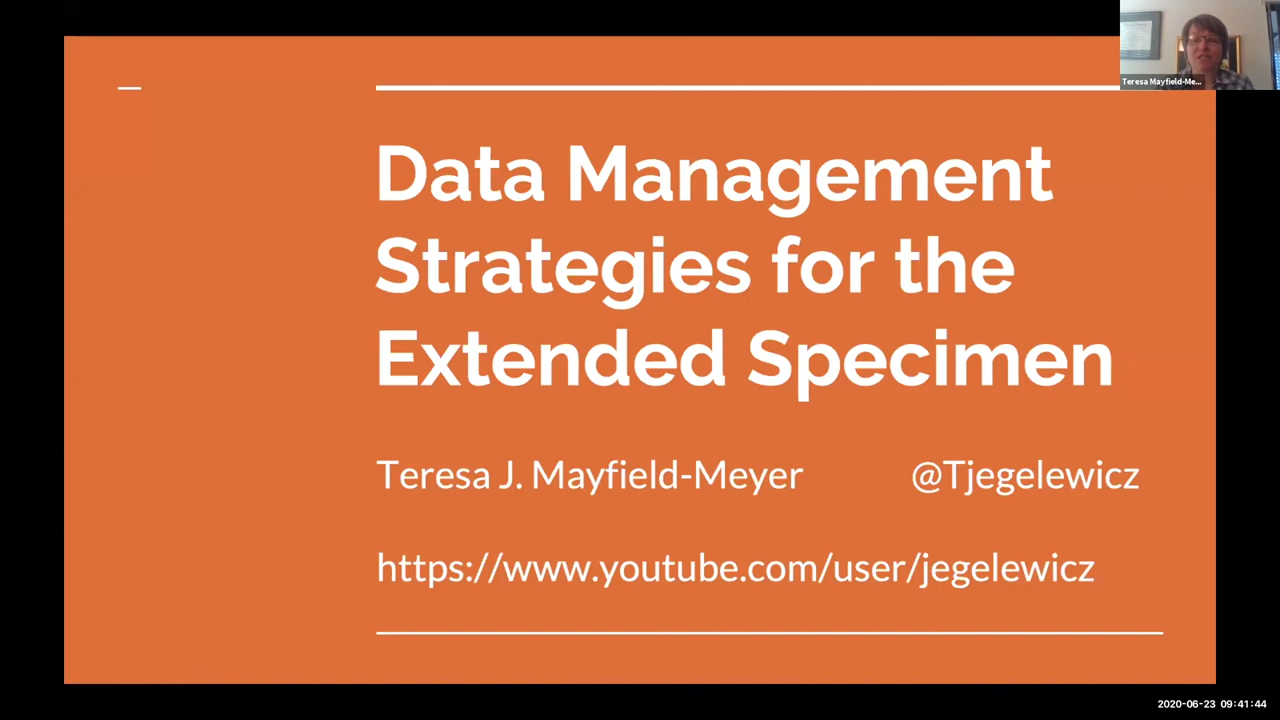 Teresa Mayfield-Me...
Data Management
Strategies for the
Extended Specimen
Teresa J. Mayfield-Meyer @Tjegelewicz
https://www.youtube.com/user/jegelewicz
2020-06-23 09:41:44